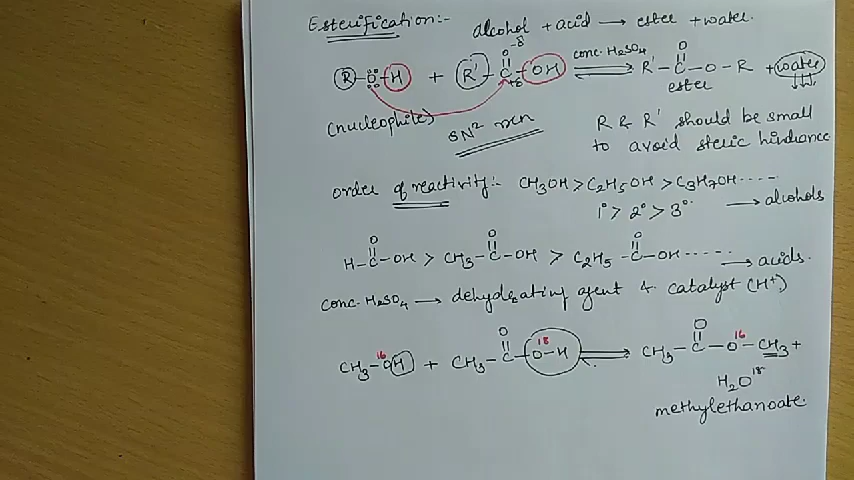 Esterification:- alcohol + acid → ester + water.
R-Ö-H + R'-C(=O)-OH ⇌ (conc. H2SO4) R'-C(=O)-O-R + water
-δ +δ ester ↓↓↓
(nucleophile) SN² rxn R & R' should be small
to avoid steric hindrance
order of reactivity:- CH3OH > C2H5OH > C3H7OH ----
1° > 2° > 3° → alcohols
H-C(=O)-OH > CH3-C(=O)-OH > C2H5-C(=O)-OH ----- → acids.
conc. H2SO4 → dehydrating agent & catalyst (H+)
CH3-O¹⁶H + CH3-C(=O)-O¹⁸-H ⇌ CH3-C(=O)-O¹⁶-CH3 +
H2O¹⁸
methylethanoate.